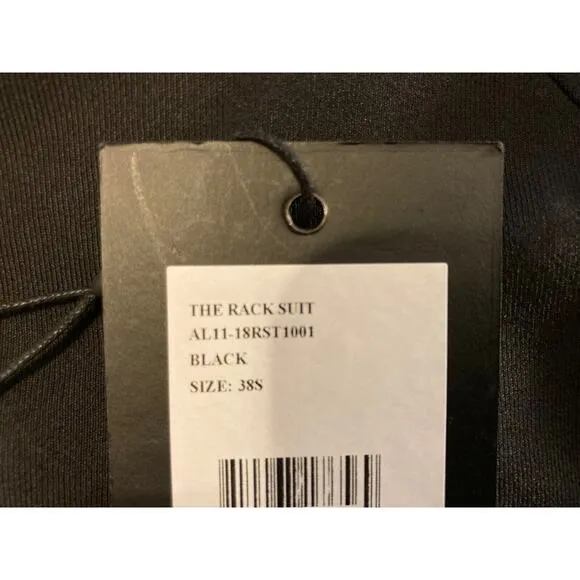 THE RACK SUIT
AL11-18RST1001
BLACK
SIZE: 38S